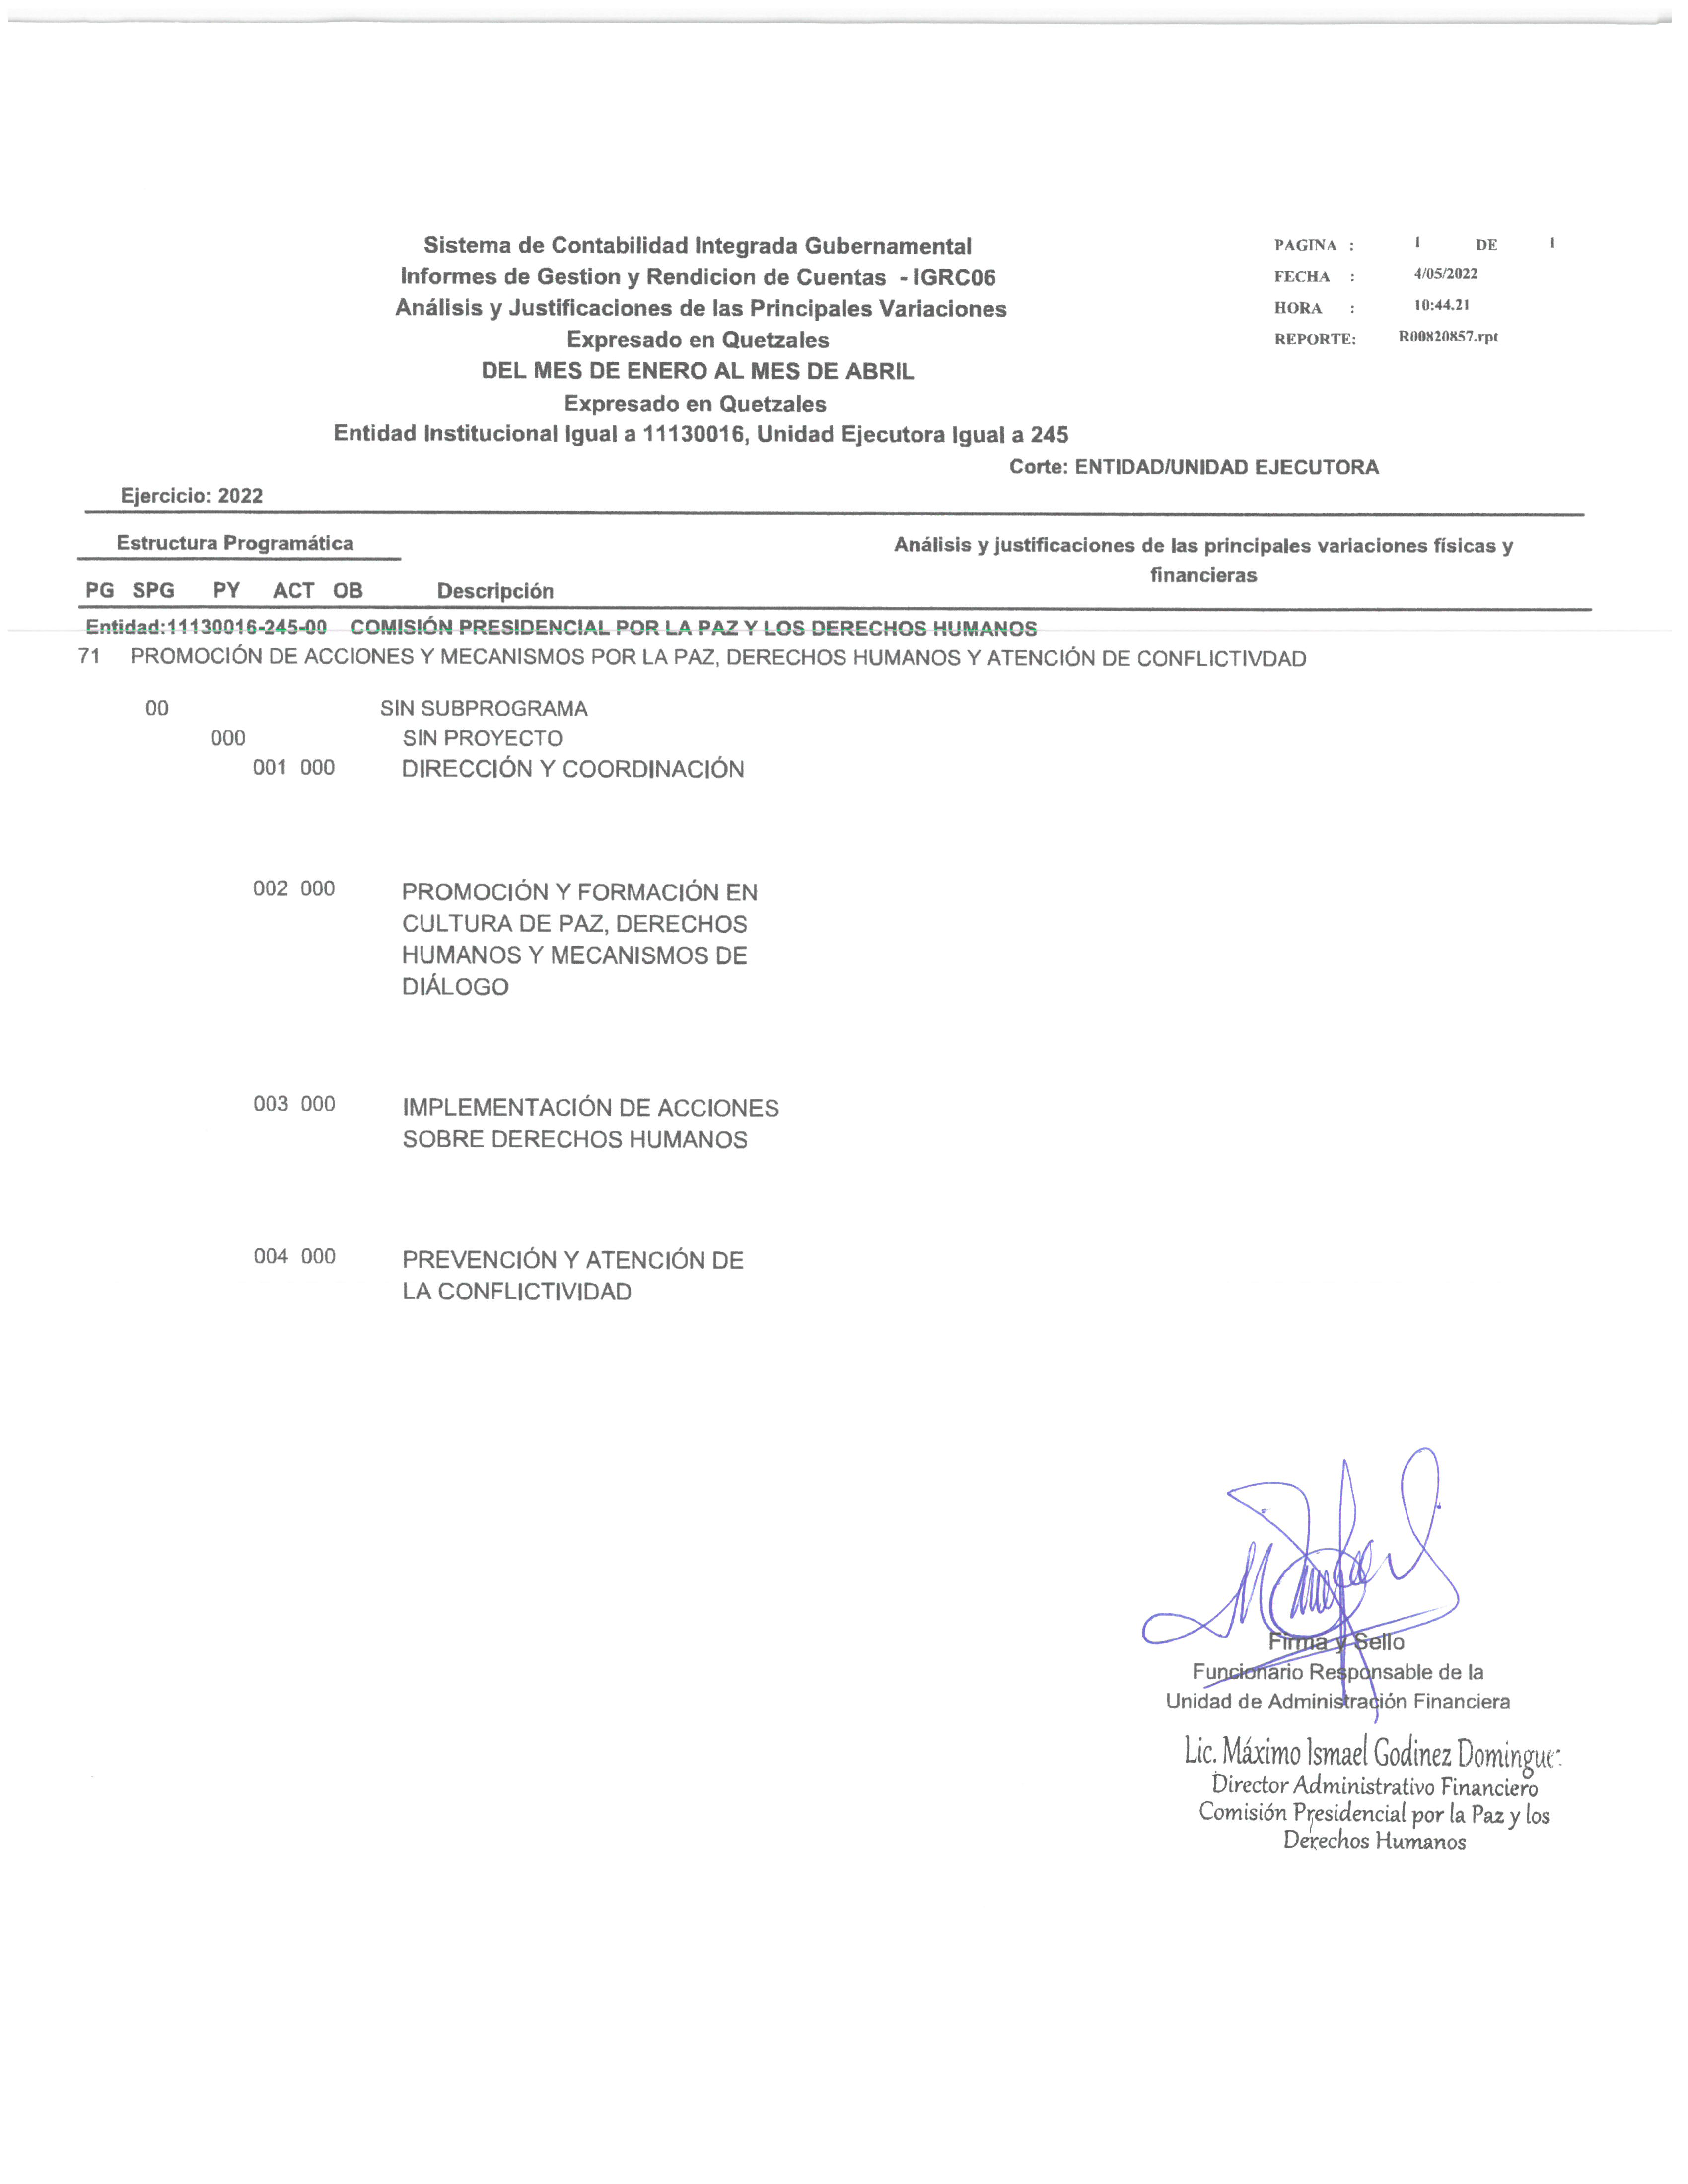 Sistema de Contabilidad Integrada Gubernamental
Informes de Gestion y Rendicion de Cuentas - IGRC06
Análisis y Justificaciones de las Principales Variaciones
Expresado en Quetzales
DEL MES DE ENERO AL MES DE ABRIL
Expresado en Quetzales
Entidad Institucional Igual a 11130016, Unidad Ejecutora Igual a 245
PAGINA : 1 DE 1
FECHA : 4/05/2022
HORA : 10:44.21
REPORTE: R00820857.rpt
Corte: ENTIDAD/UNIDAD EJECUTORA
Ejercicio: 2022
Estructura Programática
Análisis y justificaciones de las principales variaciones físicas y
financieras
PG SPG PY ACT OB Descripción
Entidad:11130016-245-00 COMISIÓN PRESIDENCIAL POR LA PAZ Y LOS DERECHOS HUMANOS
71 PROMOCIÓN DE ACCIONES Y MECANISMOS POR LA PAZ, DERECHOS HUMANOS Y ATENCIÓN DE CONFLICTIVDAD
00 SIN SUBPROGRAMA
000 SIN PROYECTO
001 000 DIRECCIÓN Y COORDINACIÓN
002 000 PROMOCIÓN Y FORMACIÓN EN
CULTURA DE PAZ, DERECHOS
HUMANOS Y MECANISMOS DE
DIÁLOGO
003 000 IMPLEMENTACIÓN DE ACCIONES
SOBRE DERECHOS HUMANOS
004 000 PREVENCIÓN Y ATENCIÓN DE
LA CONFLICTIVIDAD
Firma y Sello
Funcionario Responsable de la
Unidad de Administración Financiera
Lic. Máximo Ismael Godinez
Director Administrativo Financiero
Comisión Presidencial por la Paz y los
Derechos Humanos